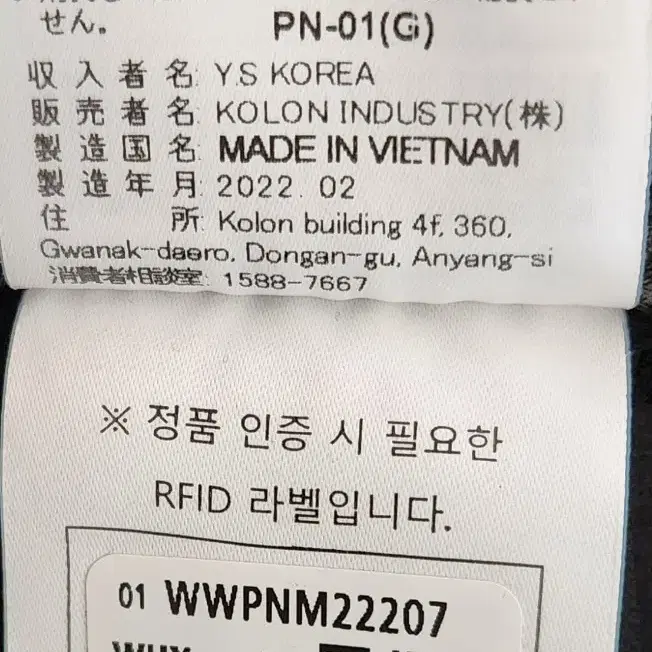 せん。
PN-01(G)
収入者名: Y.S KOREA
販売者名: KOLON INDUSTRY(株)
製造国名: MADE IN VIETNAM
製造年月: 2022. 02
住所: Kolon building 4f, 360,
Gwanak-daero, Dongan-gu, Anyang-si
消費者相談室: 1588-7667
※ 정품 인증 시 필요한
RFID 라벨입니다.
01 WWPNM22207